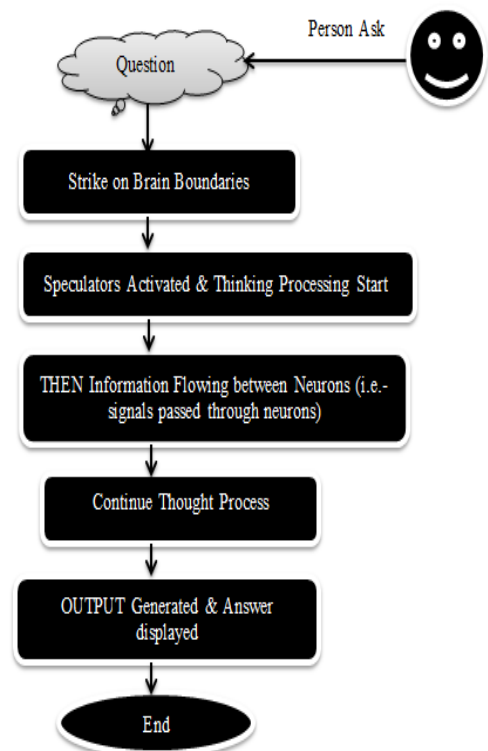 Person Ask
Question
Strike on Brain Boundaries
Speculators Activated & Thinking Processing Start
THEN Information Flowing between Neurons (i.e.-
signals passed through neurons)
Continue Thought Process
OUTPUT Generated & Answer
displayed
End